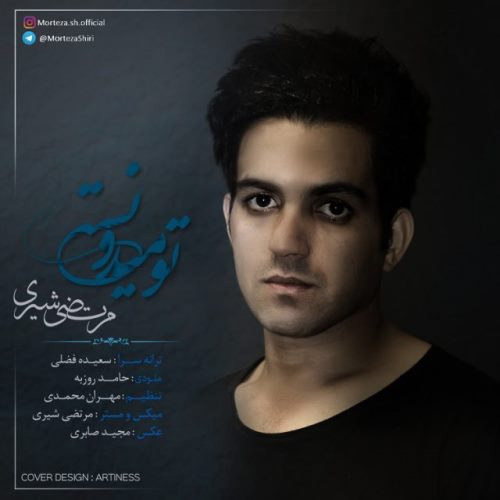 Morteza.sh.official
@MortezaShiri
تو میدونستی
مرتضی شیری
ترانه سرا : سعیده فضلی
ملودی : حامد روزبه
تنظیم : مهران محمدی
میکس و مستر : مرتضی شیری
عکس : مجید صابری
COVER DESIGN : ARTINESS